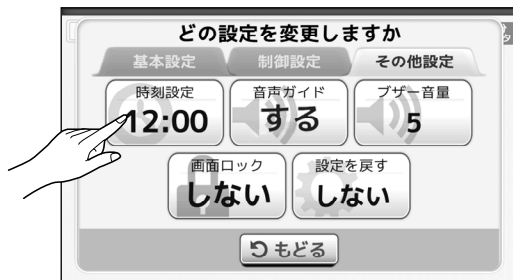 どの設定を変更しますか
基本設定 制御設定 その他設定
時刻設定 音声ガイド ブザー音量
12:00 する 5
画面ロック 設定を戻す
しない しない
もどる